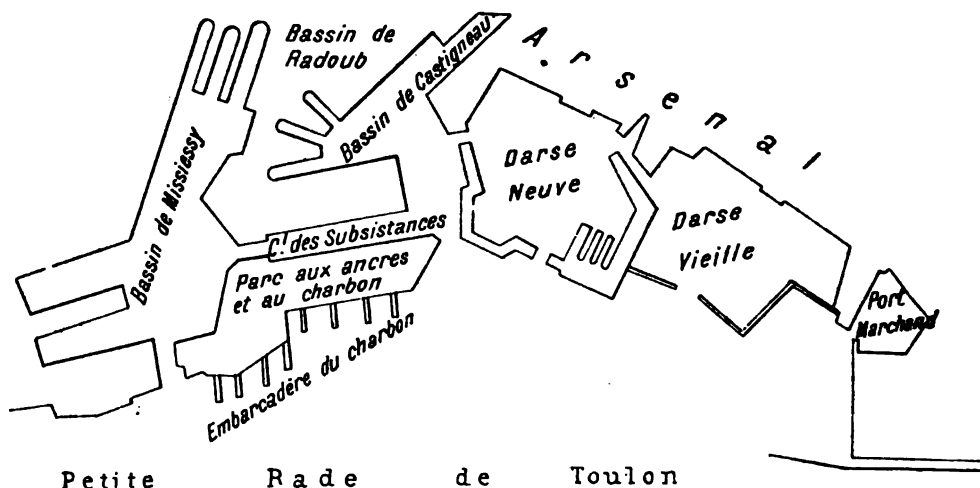 Bassin de
Radoub
Bassin de Castigneau
Arsenal
Bassin de Missiessy
Darse
Neuve
Darse
Vieille
Port
Marchand
C.l des Subsistances
Parc aux ancres
et au charbon
Embarcadère du charbon
Petite Rade de Toulon